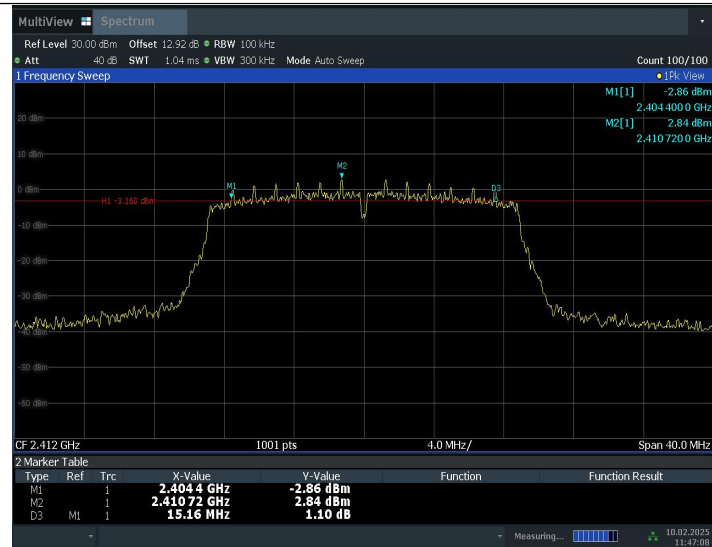 MultiView Spectrum
Ref Level 30.00 dBm Offset 12.92 dB RBW 100 kHz
Att 40 dB SWT 1.04 ms VBW 300 kHz Mode Auto Sweep Count 100/100
1 Frequency Sweep 1Pk View
M1[1] -2.86 dBm
2.404 400 0 GHz
M2[1] 2.84 dBm
2.410 720 0 GHz
20 dBm
10 dBm
M2
0 dBm M1 D3
H1 -3.160 dBm
-10 dBm
-20 dBm
-30 dBm
-40 dBm
-50 dBm
-60 dBm
CF 2.412 GHz 1001 pts 4.0 MHz/ Span 40.0 MHz
2 Marker Table
Type Ref Trc X-Value Y-Value Function Function Result
M1 1 2.404 4 GHz -2.86 dBm
M2 1 2.410 72 GHz 2.84 dBm
D3 M1 1 15.16 MHz 1.10 dB
Measuring... 10.02.2025
11:47:08